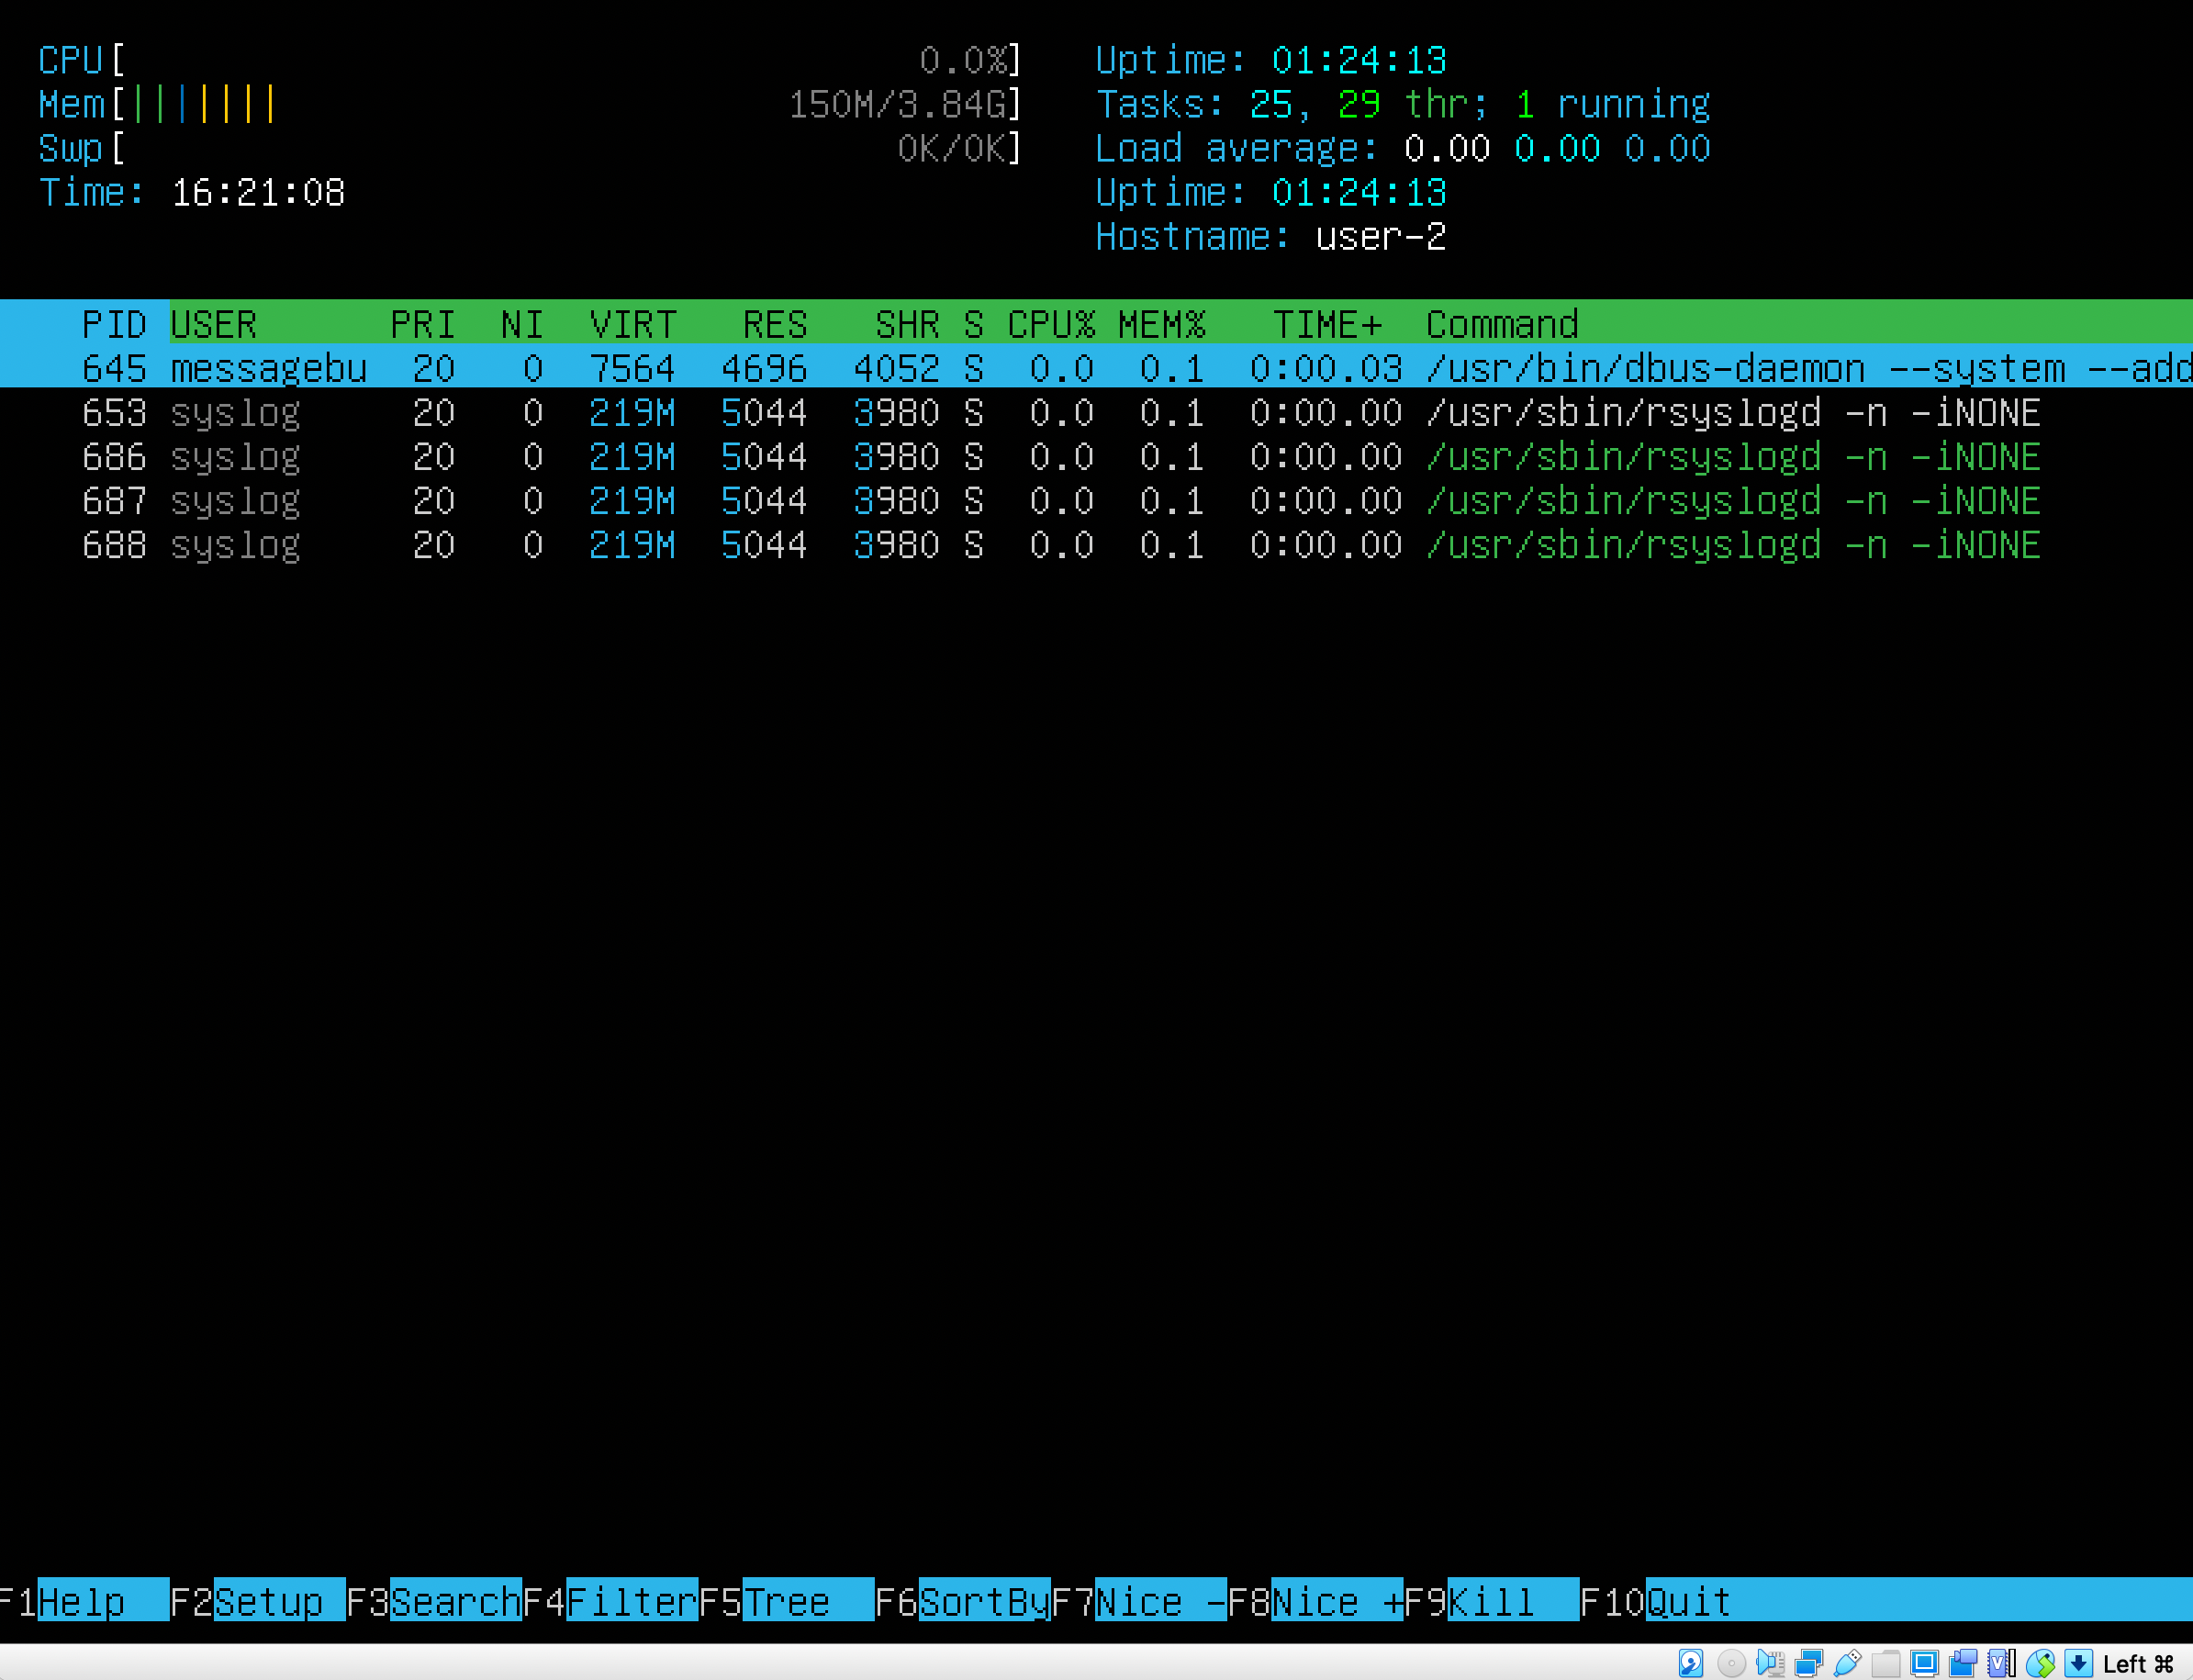 CPU[ 0.0%] Uptime: 01:24:13
Mem[||||||| 150M/3.84G] Tasks: 25, 29 thr; 1 running
Swp[ 0K/0K] Load average: 0.00 0.00 0.00
Time: 16:21:08 Uptime: 01:24:13
Hostname: user-2
PID USER PRI NI VIRT RES SHR S CPU% MEM% TIME+ Command
645 messagebu 20 0 7564 4696 4052 S 0.0 0.1 0:00.03 /usr/bin/dbus-daemon --system --add
653 syslog 20 0 219M 5044 3980 S 0.0 0.1 0:00.00 /usr/sbin/rsyslogd -n -iNONE
686 syslog 20 0 219M 5044 3980 S 0.0 0.1 0:00.00 /usr/sbin/rsyslogd -n -iNONE
687 syslog 20 0 219M 5044 3980 S 0.0 0.1 0:00.00 /usr/sbin/rsyslogd -n -iNONE
688 syslog 20 0 219M 5044 3980 S 0.0 0.1 0:00.00 /usr/sbin/rsyslogd -n -iNONE
F1Help F2Setup F3SearchF4FilterF5Tree F6SortByF7Nice -F8Nice +F9Kill F10Quit
Left ⌘